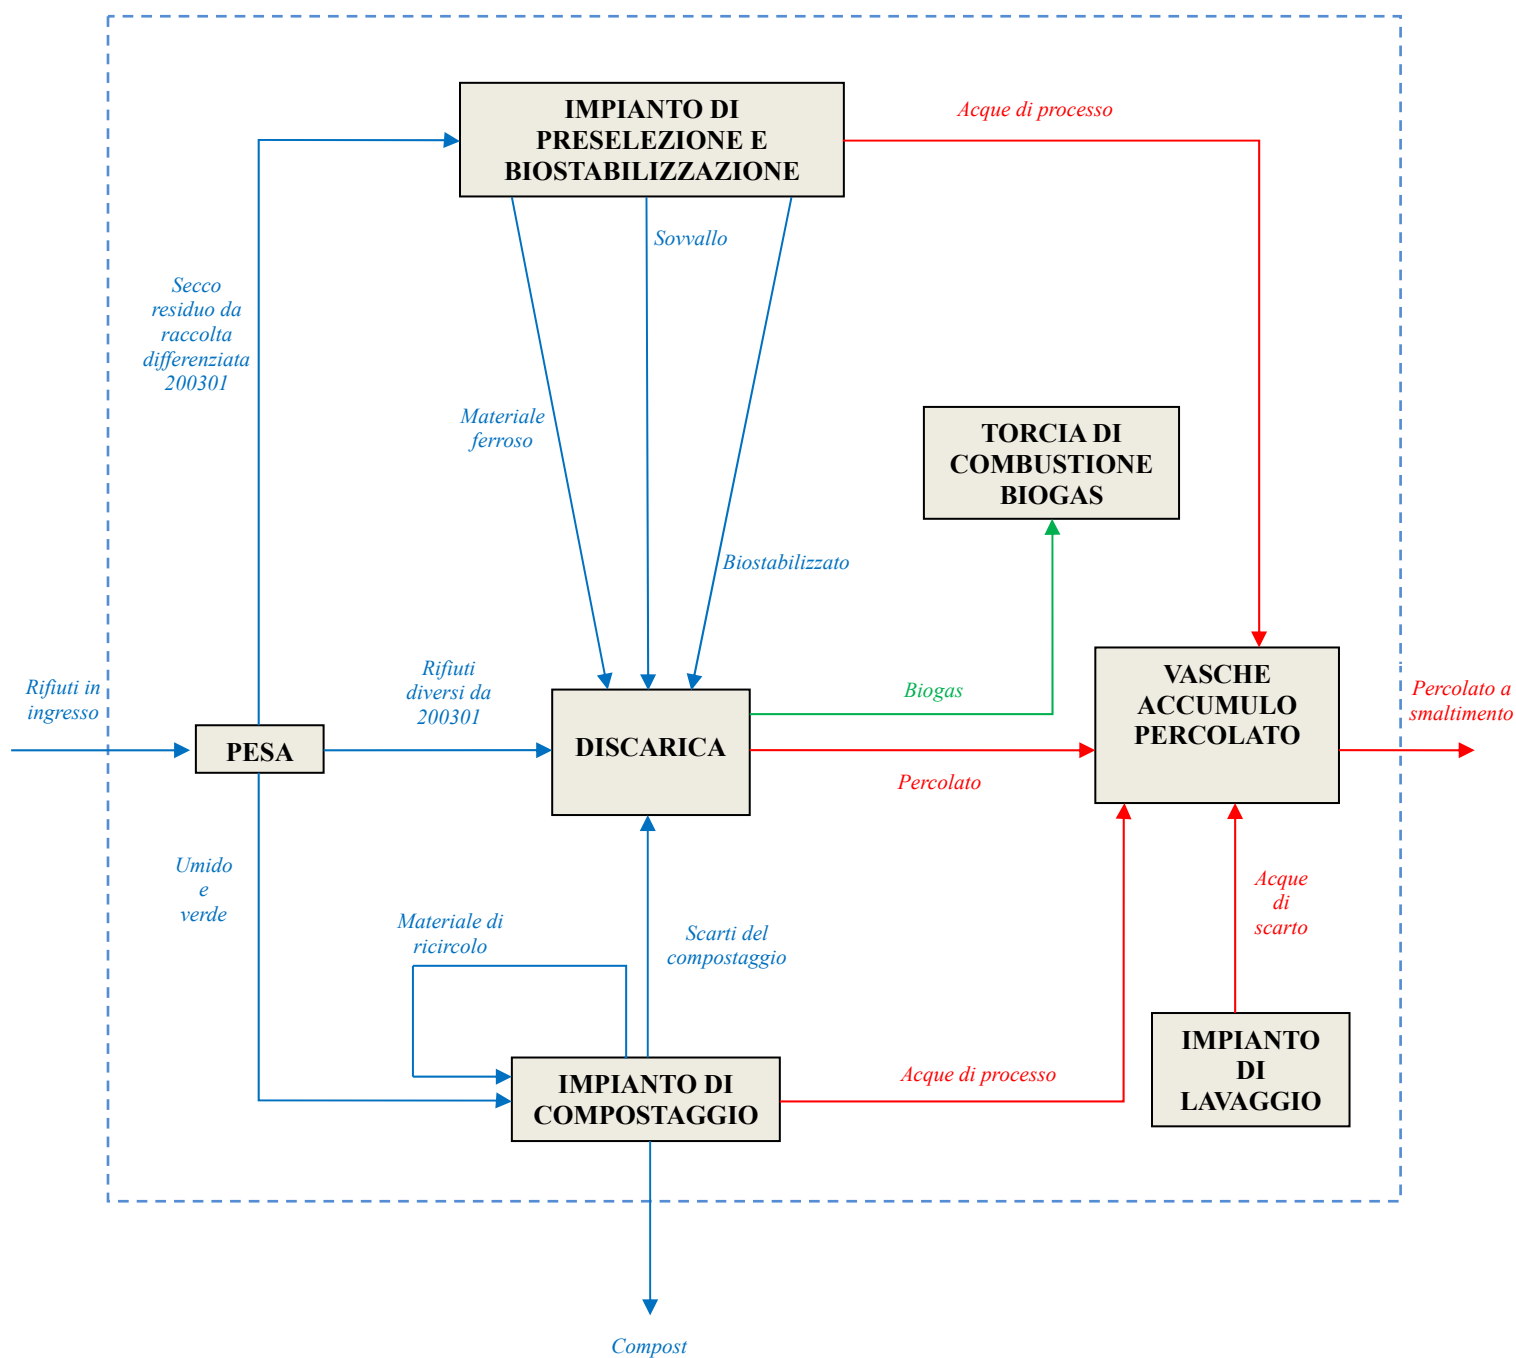 IMPIANTO DI
PRESELEZIONE E
BIOSTABILIZZAZIONE
Acque di processo
Sovvallo
Secco
residuo da
raccolta
differenziata
200301
Materiale
ferroso
TORCIA DI
COMBUSTIONE
BIOGAS
Biostabilizzato
Rifiuti in
ingresso
PESA
Rifiuti
diversi da
200301
DISCARICA
Biogas
Percolato
VASCHE
ACCUMULO
PERCOLATO
Percolato a
smaltimento
Umido
e
verde
Materiale di
ricircolo
Scarti del
compostaggio
Acque
di
scarto
IMPIANTO DI
COMPOSTAGGIO
Acque di processo
IMPIANTO
DI
LAVAGGIO
Compost